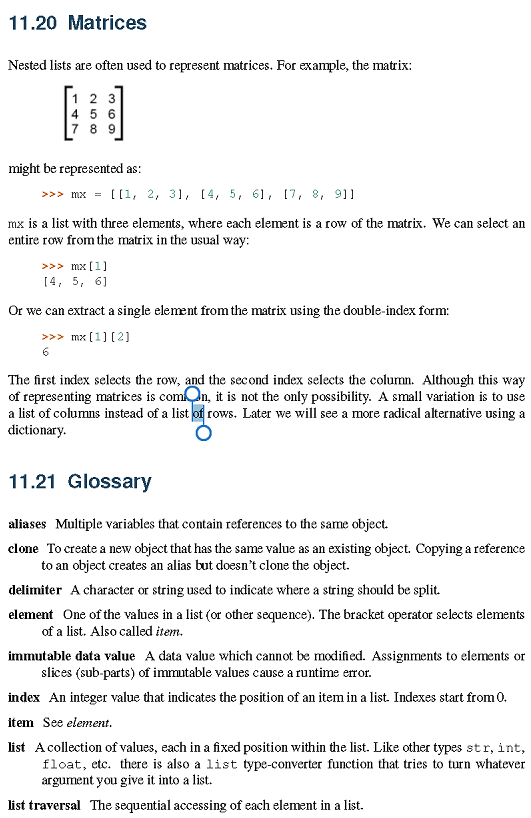 11.20 Matrices
Nested lists are often used to represent matrices. For example, the matrix:
1 2 3
4 5 6
7 8 9
might be represented as:
>>> mx = [[1, 2, 3], [4, 5, 6], [7, 8, 9]]
mx is a list with three elements, where each element is a row of the matrix. We can select an
entire row from the matrix in the usual way:
>>> mx[1]
[4, 5, 6]
Or we can extract a single element from the matrix using the double-index form:
>>> mx[1][2]
6
The first index selects the row, and the second index selects the column. Although this way
of representing matrices is common, it is not the only possibility. A small variation is to use
a list of columns instead of a list of rows. Later we will see a more radical alternative using a
dictionary.
11.21 Glossary
aliases Multiple variables that contain references to the same object.
clone To create a new object that has the same value as an existing object. Copying a reference
to an object creates an alias but doesn't clone the object.
delimiter A character or string used to indicate where a string should be split.
element One of the values in a list (or other sequence). The bracket operator selects elements
of a list. Also called item.
immutable data value A data value which cannot be modified. Assignments to elements or
slices (sub-parts) of immutable values cause a runtime error.
index An integer value that indicates the position of an item in a list. Indexes start from 0.
item See element.
list A collection of values, each in a fixed position within the list. Like other types str, int,
float, etc. there is also a list type-converter function that tries to turn whatever
argument you give it into a list.
list traversal The sequential accessing of each element in a list.